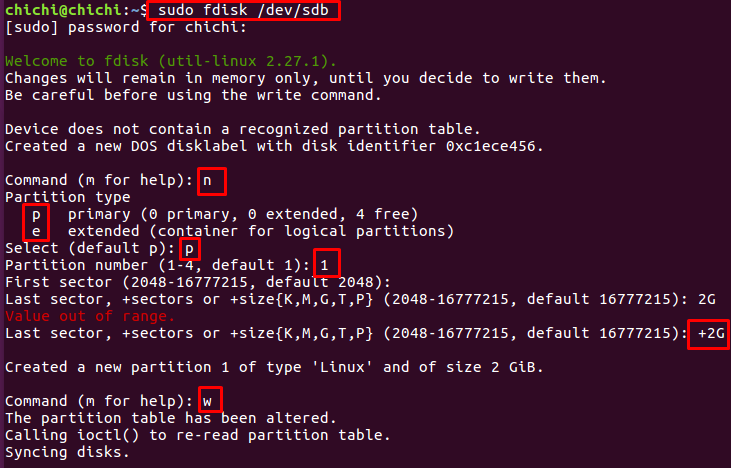 chichi@chichi:~$ sudo fdisk /dev/sdb
[sudo] password for chichi:
Welcome to fdisk (util-linux 2.27.1).
Changes will remain in memory only, until you decide to write them.
Be careful before using the write command.
Device does not contain a recognized partition table.
Created a new DOS disklabel with disk identifier 0xc1ece456.
Command (m for help): n
Partition type
p   primary (0 primary, 0 extended, 4 free)
e   extended (container for logical partitions)
Select (default p): p
Partition number (1-4, default 1): 1
First sector (2048-16777215, default 2048):
Last sector, +sectors or +size{K,M,G,T,P} (2048-16777215, default 16777215): 2G
Value out of range.
Last sector, +sectors or +size{K,M,G,T,P} (2048-16777215, default 16777215): +2G
Created a new partition 1 of type 'Linux' and of size 2 GiB.
Command (m for help): w
The partition table has been altered.
Calling ioctl() to re-read partition table.
Syncing disks.